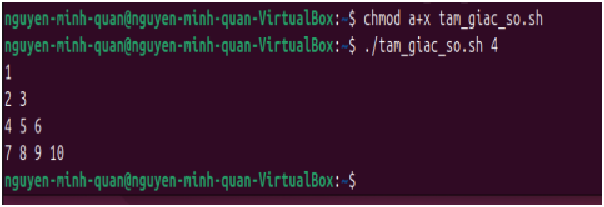 nguyen-minh-quan@nguyen-minh-quan-VirtualBox:~$ chmod a+x tam_giac_so.sh
nguyen-minh-quan@nguyen-minh-quan-VirtualBox:~$ ./tam_giac_so.sh 4
1
2 3
4 5 6
7 8 9 10
nguyen-minh-quan@nguyen-minh-quan-VirtualBox:~$